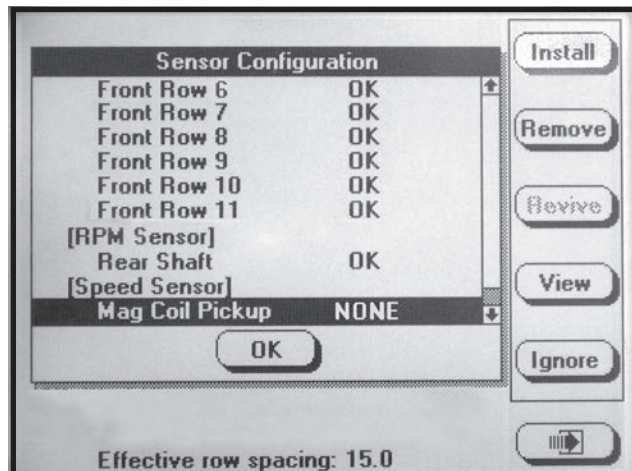 Sensor Configuration
Front Row 6 OK
Front Row 7 OK
Front Row 8 OK
Front Row 9 OK
Front Row 10 OK
Front Row 11 OK
[RPM Sensor]
Rear Shaft OK
[Speed Sensor]
Mag Coil Pickup NONE
OK
Effective row spacing: 15.0
Install
Remove
Revive
View
Ignore